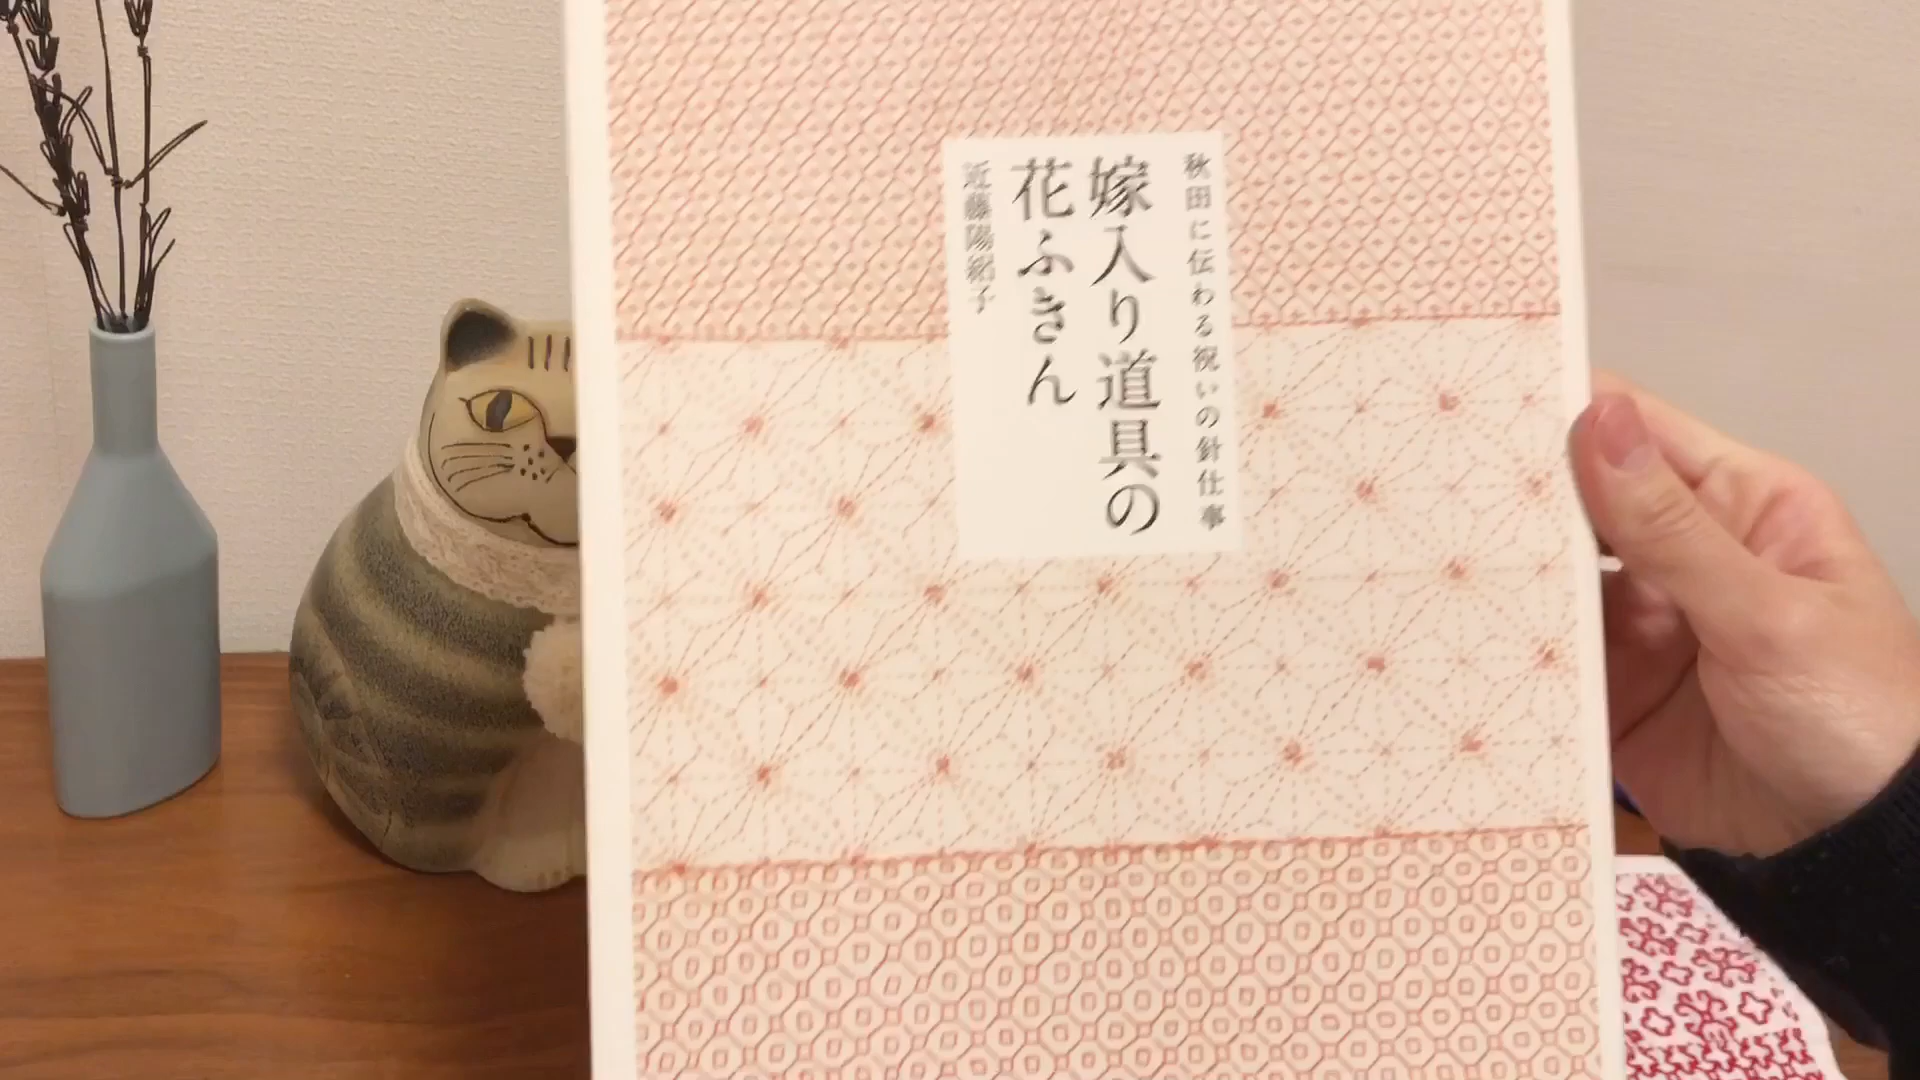 秋田に伝わる祝いの針仕事
嫁入り道具の
花ふきん
近藤陽絽子